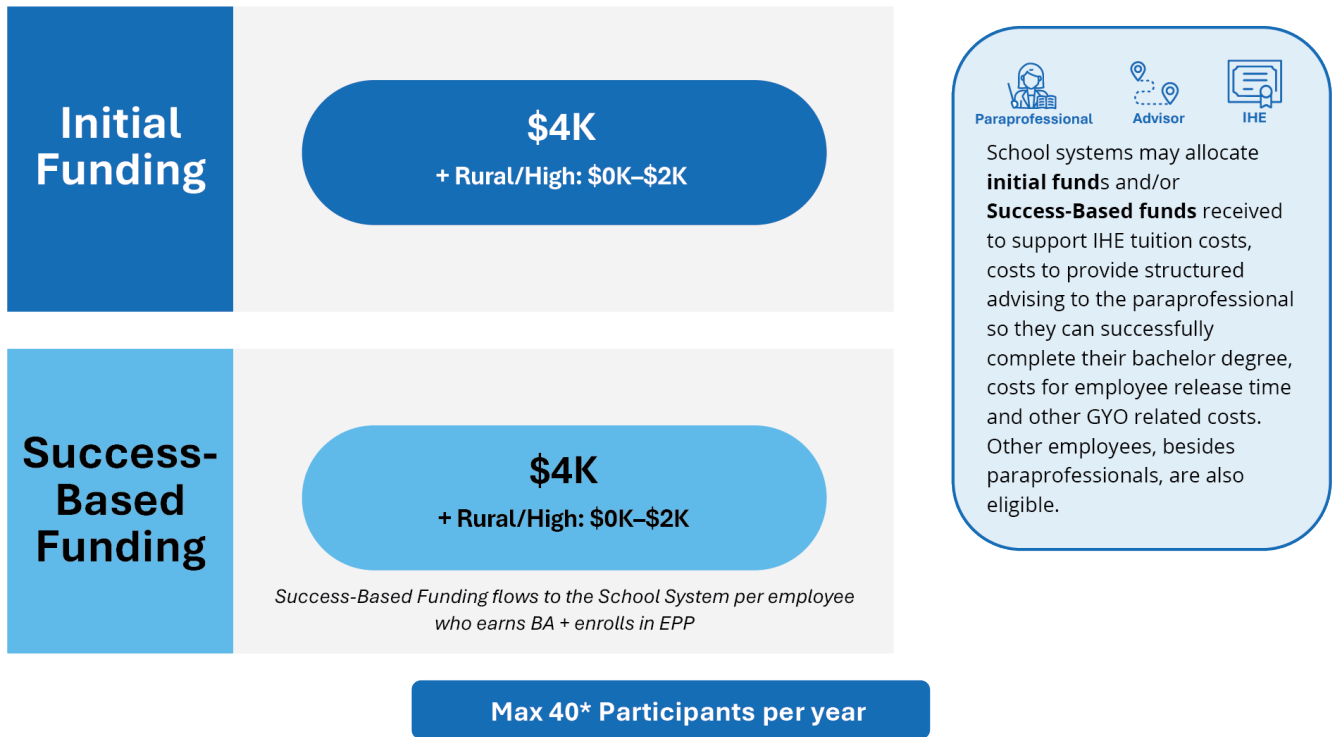 Initial
Funding
$4K
+ Rural/High: $0K–$2K
Success-
Based
Funding
$4K
+ Rural/High: $0K–$2K
Success-Based Funding flows to the School System per employee
who earns BA + enrolls in EPP
Max 40* Participants per year
Paraprofessional
Advisor
IHE
School systems may allocate
initial funds and/or
Success-Based funds received
to support IHE tuition costs,
costs to provide structured
advising to the paraprofessional
so they can successfully
complete their bachelor degree,
costs for employee release time
and other GYO related costs.
Other employees, besides
paraprofessionals, are also
eligible.